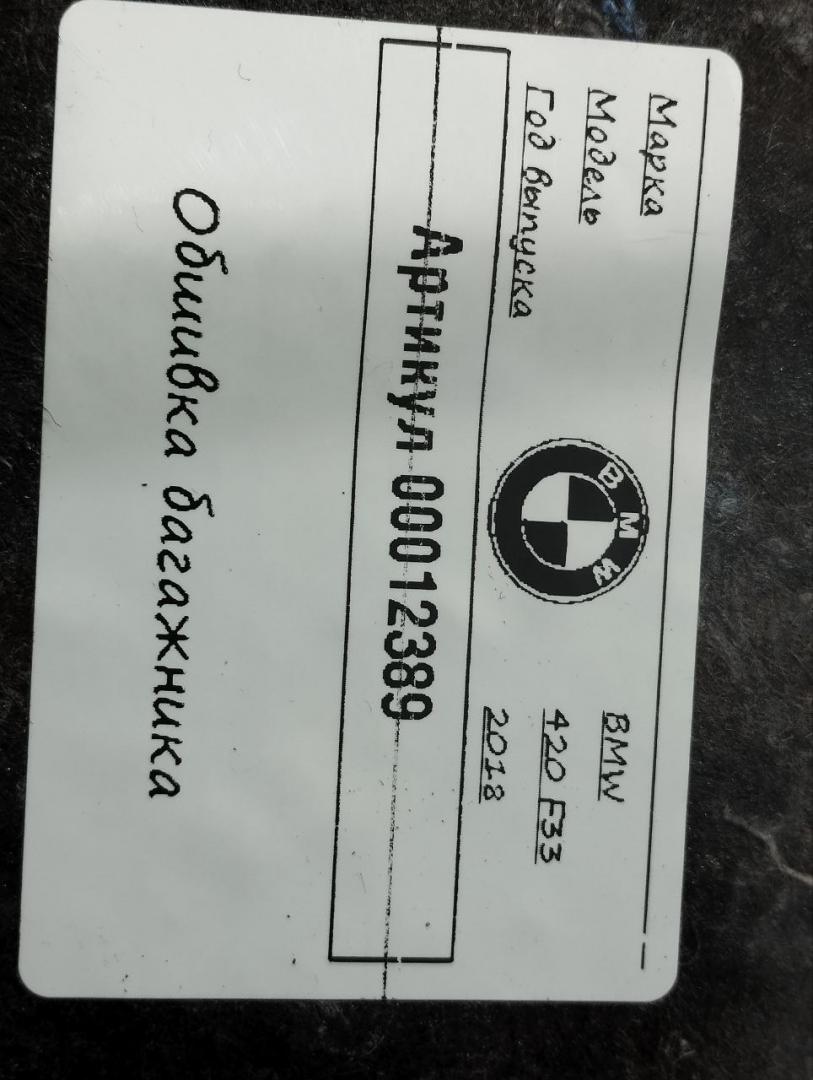 Марка BMW
Модель 420 F33
Год выпуска 2018
BMW
Артикул 00012389
Обшивка багажника